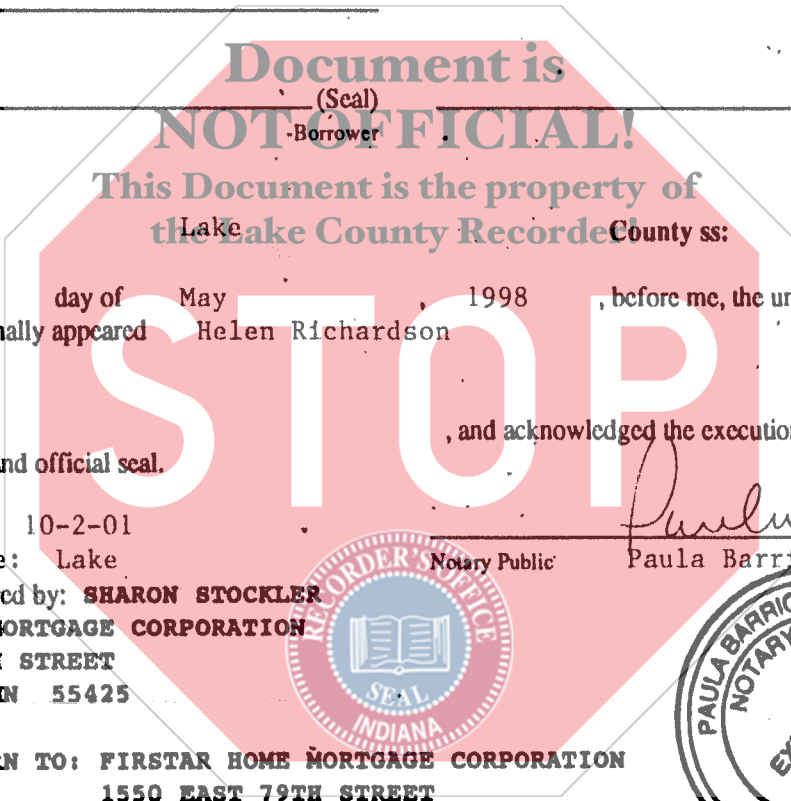 Document is
(Seal)
NOT OFFICIAL!
-Borrower
This Document is the property of
Lake
the Lake County Recorder!
County ss:
day of May , 1998 , before me, the un
nally appeared Helen Richardson
STOP
, and acknowledged the execution
nd official seal.
10-2-01
e: Lake
Notary Public Paula Barri
ed by: SHARON STOCKLER
ORTGAGE CORPORATION
STREET
N 55425
RECORDER'S OFFICE
SEAL
INDIANA
PAULA BARRIC
NOTARY
N TO: FIRSTAR HOME MORTGAGE CORPORATION
1550 EAST 79TH STREET